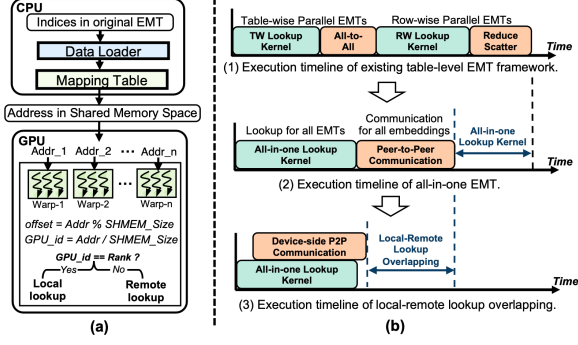 CPU
Indices in original EMT
Data Loader
Mapping Table
Address in Shared Memory Space
GPU
Addr_1 Addr_2 ··· Addr_n
Warp-1 Warp-2 ··· Warp-n
offset = Addr % SHMEM_Size
GPU_id = Addr / SHMEM_Size
GPU_id == Rank ?
Yes No
Local lookup
Remote lookup
(a)
Table-wise Parallel EMTs Row-wise Parallel EMTs
TW Lookup Kernel
All-to-All
RW Lookup Kernel
Reduce Scatter
Time
(1) Execution timeline of existing table-level EMT framework.
Lookup for all EMTs
Communication for all embeddings
All-in-one Lookup Kernel
Peer-to-Peer Communication
All-in-one Lookup Kernel
Time
(2) Execution timeline of all-in-one EMT.
Device-side P2P Communication
All-in-one Lookup Kernel
Local-Remote Lookup Overlapping
Time
(3) Execution timeline of local-remote lookup overlapping.
(b)